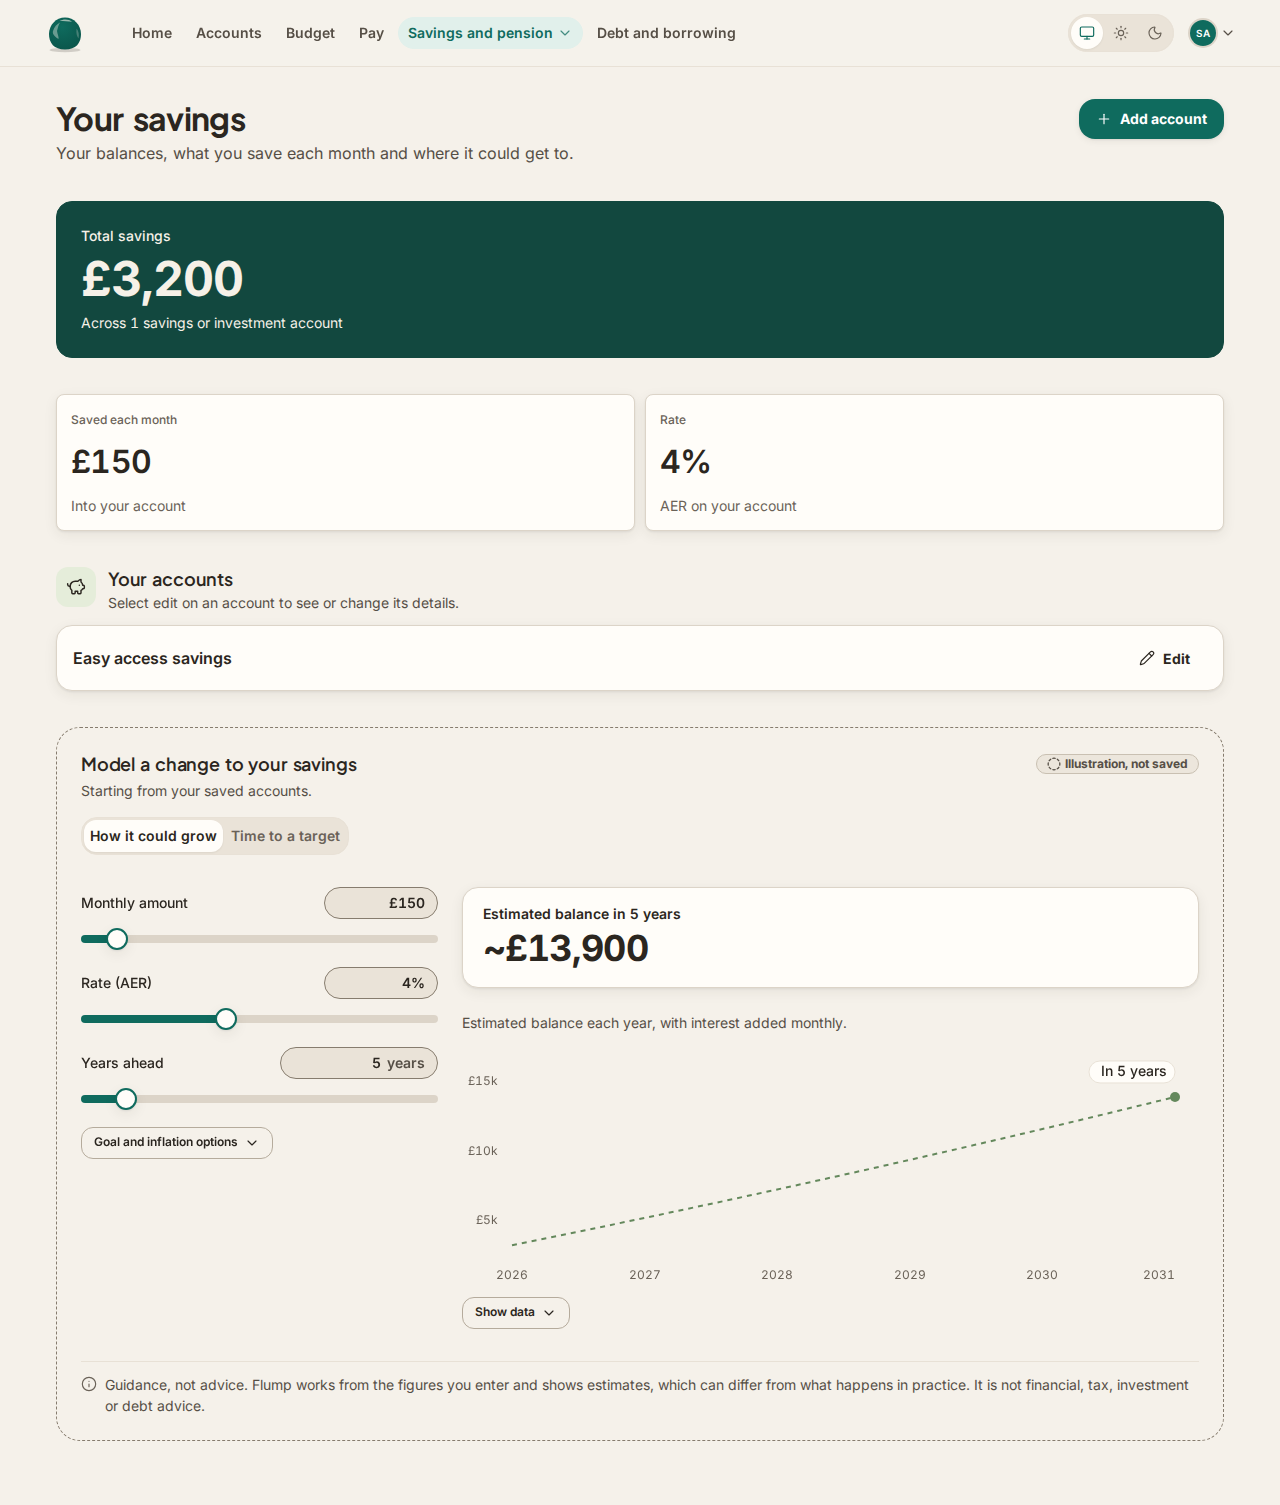 Home
Accounts
Budget
Pay
Savings and pension
Debt and borrowing
SA
Your savings
Your balances, what you save each month and where it could get to.
Add account
Total savings
£3,200
Across 1 savings or investment account
Saved each month
£150
Into your account
Rate
4%
AER on your account
Your accounts
Select edit on an account to see or change its details.
Easy access savings
Edit
Model a change to your savings
Starting from your saved accounts.
Illustration, not saved
How it could grow
Time to a target
Monthly amount
£150
Rate (AER)
4%
Years ahead
5 years
Goal and inflation options
Estimated balance in 5 years
~£13,900
Estimated balance each year, with interest added monthly.
In 5 years
£15k
£10k
£5k
2026
2027
2028
2029
2030
2031
Show data
Guidance, not advice. Flump works from the figures you enter and shows estimates, which can differ from what happens in practice. It is not financial, tax, investment
or debt advice.